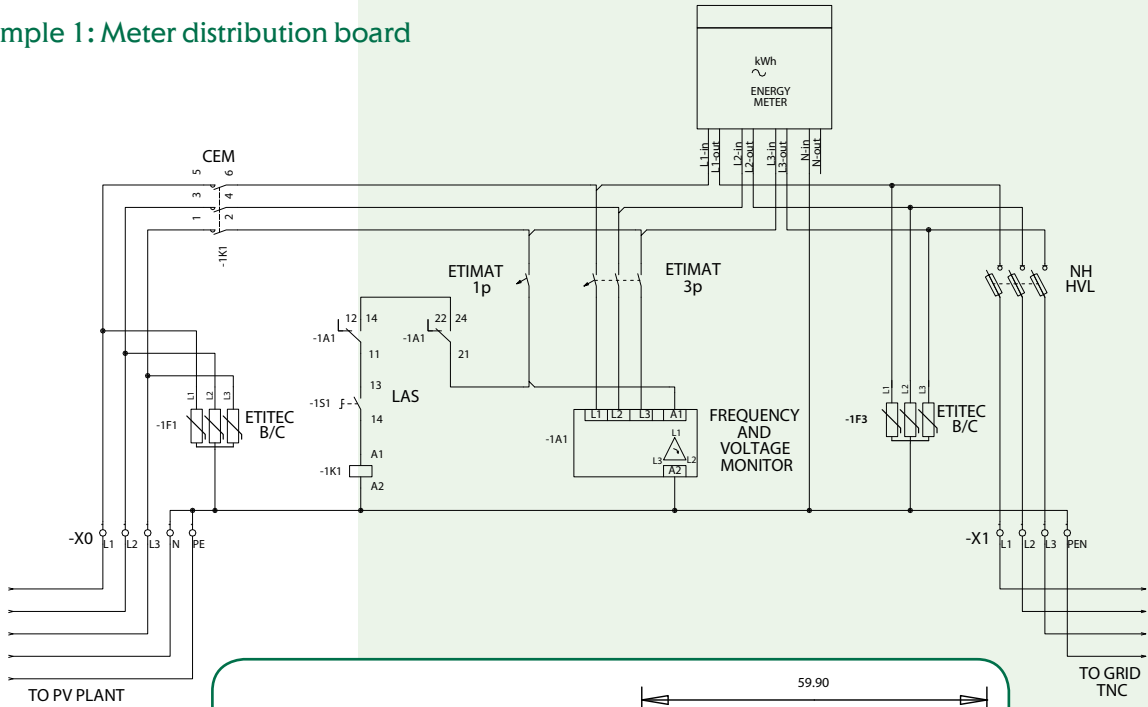 mple 1: Meter distribution board
kWh
ENERGY
METER
L1-in
L1-out
L2-in
L2-out
L3-in
L3-out
N-in
N-out
CEM
5
6
3
4
1
2
-1K1
ETIMAT
1p
ETIMAT
3p
NH
HVL
12 14
-1A1
11
22 24
-1A1
21
13
-1S1
LAS
14
A1
-1K1
A2
L1 L2 L3
-1F1
ETITEC
B/C
L1 L2 L3 A1
-1A1
L1
L3 L2
A2
FREQUENCY
AND
VOLTAGE
MONITOR
L1 L2 L3
-1F3
ETITEC
B/C
-X0 L1 L2 L3 N PE
-X1 L1 L2 L3 PEN
TO PV PLANT
TO GRID
TNC
59.90